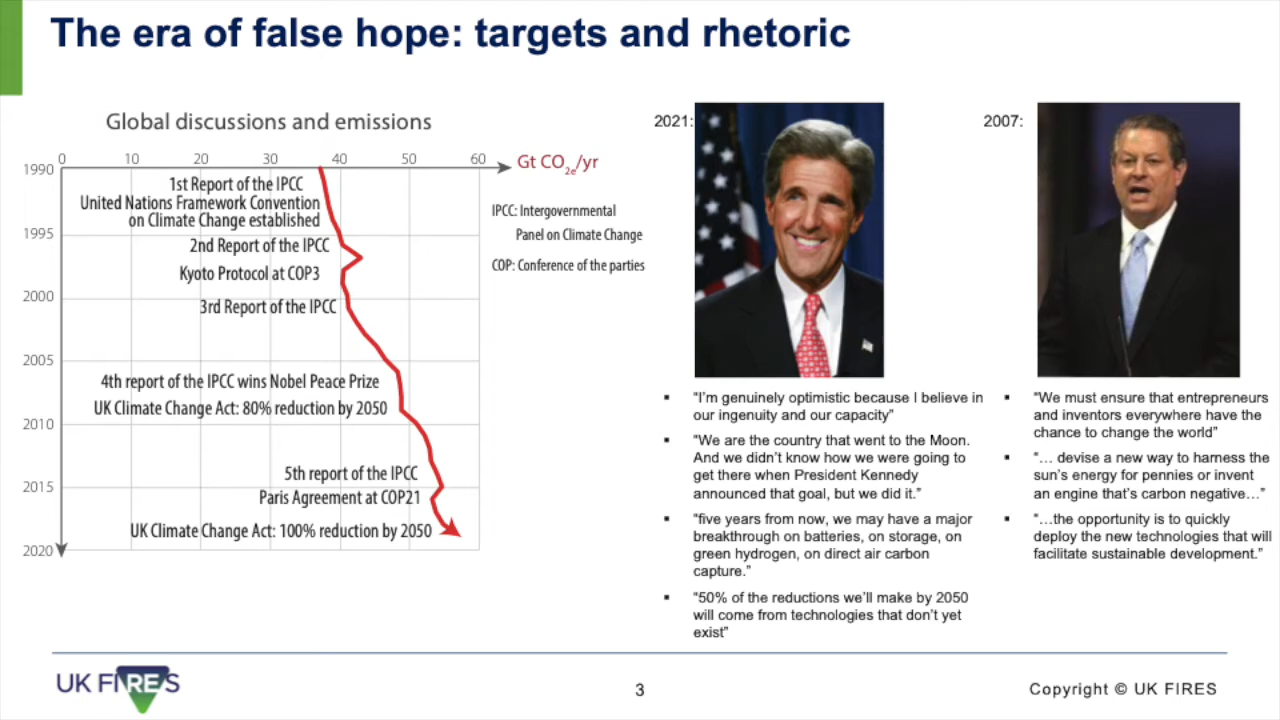 The era of false hope: targets and rhetoric
Global discussions and emissions
0 10 20 30 40 50 60 Gt CO2e/yr
1990
1st Report of the IPCC
United Nations Framework Convention
on Climate Change established
1995
2nd Report of the IPCC
Kyoto Protocol at COP3
2000
3rd Report of the IPCC
2005
4th report of the IPCC wins Nobel Peace Prize
UK Climate Change Act: 80% reduction by 2050
2010
5th report of the IPCC
2015
Paris Agreement at COP21
UK Climate Change Act: 100% reduction by 2050
2020
IPCC: Intergovernmental
Panel on Climate Change
COP: Conference of the parties
2021:
▪ “I’m genuinely optimistic because I believe in
our ingenuity and our capacity”
▪ “We are the country that went to the Moon.
And we didn’t know how we were going to
get there when President Kennedy
announced that goal, but we did it.”
▪ “five years from now, we may have a major
breakthrough on batteries, on storage, on
green hydrogen, on direct air carbon
capture.”
▪ “50% of the reductions we’ll make by 2050
will come from technologies that don’t yet
exist”
2007:
▪ “We must ensure that entrepreneurs
and inventors everywhere have the
chance to change the world”
▪ “… devise a new way to harness the
sun’s energy for pennies or invent
an engine that’s carbon negative…”
▪ “…the opportunity is to quickly
deploy the new technologies that will
facilitate sustainable development.”
UK FIRES
3
Copyright © UK FIRES